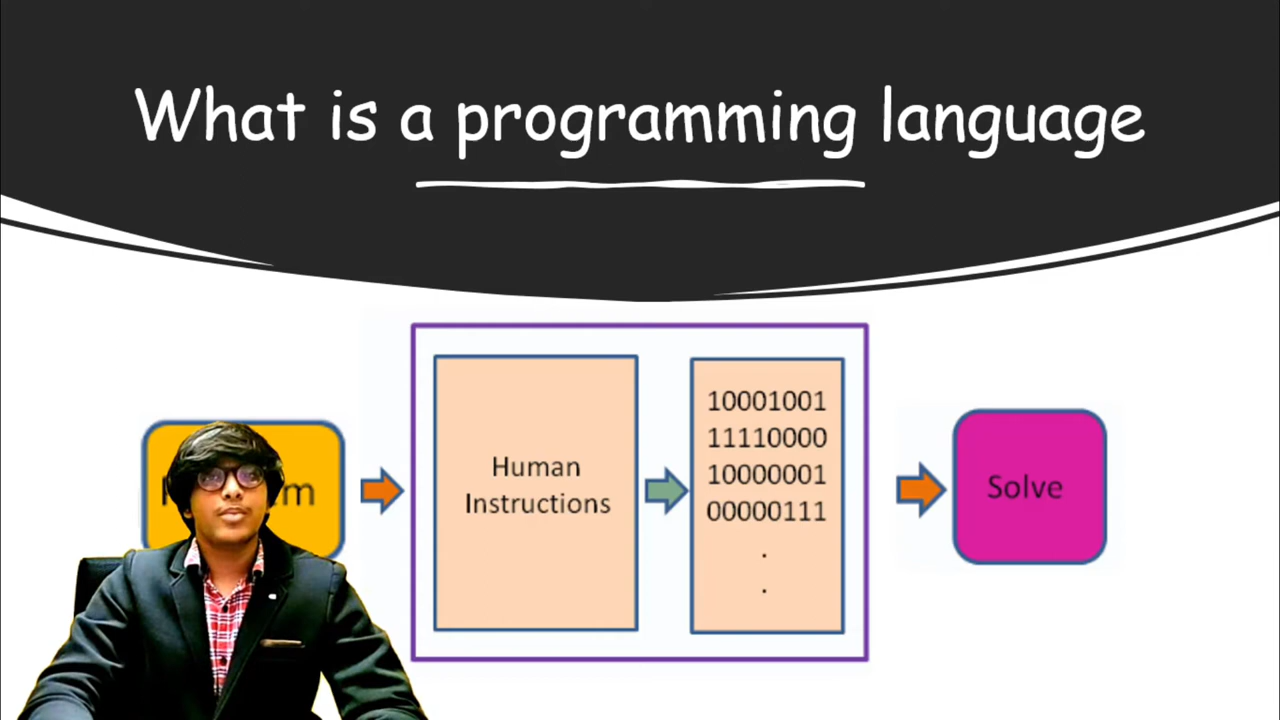 What is a programming language
Human
Instructions
10001001
11110000
10000001
00000111
.
.
Solve